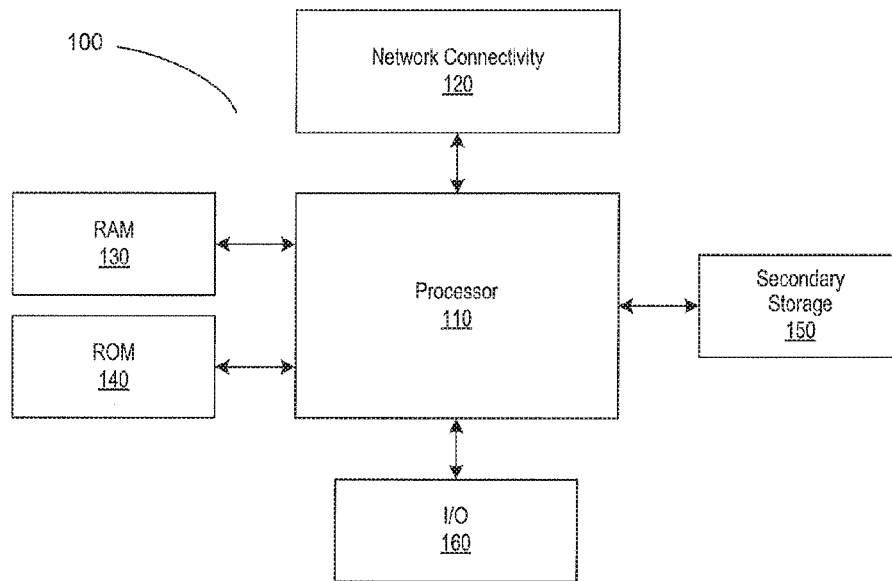 100
Network Connectivity
120
RAM
130
Processor
110
Secondary
Storage
150
ROM
140
I/O
160